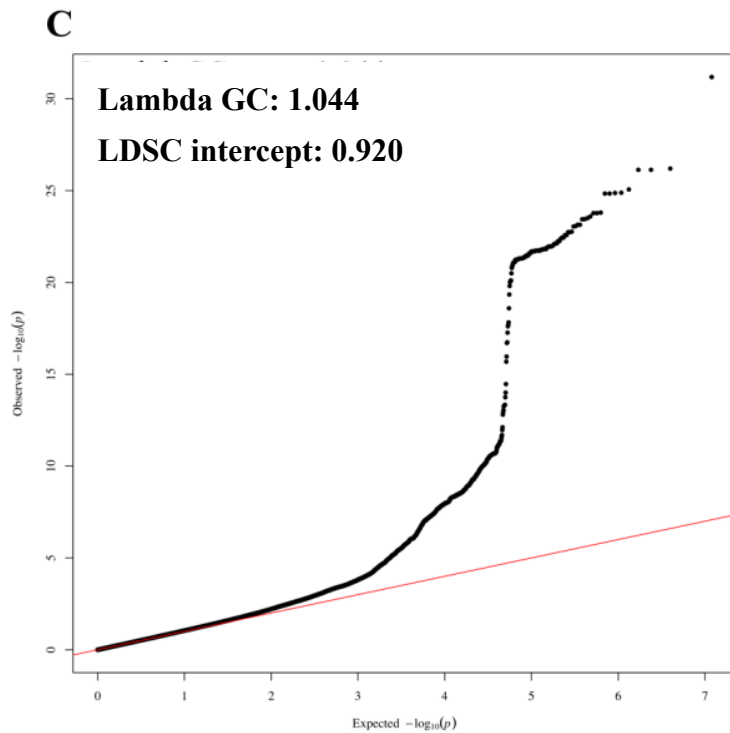 C
Lambda GC: 1.044
LDSC intercept: 0.920
30
25
20
15
10
5
0
Observed −log₁₀(p)
0 1 2 3 4 5 6 7
Expected −log₁₀(p)